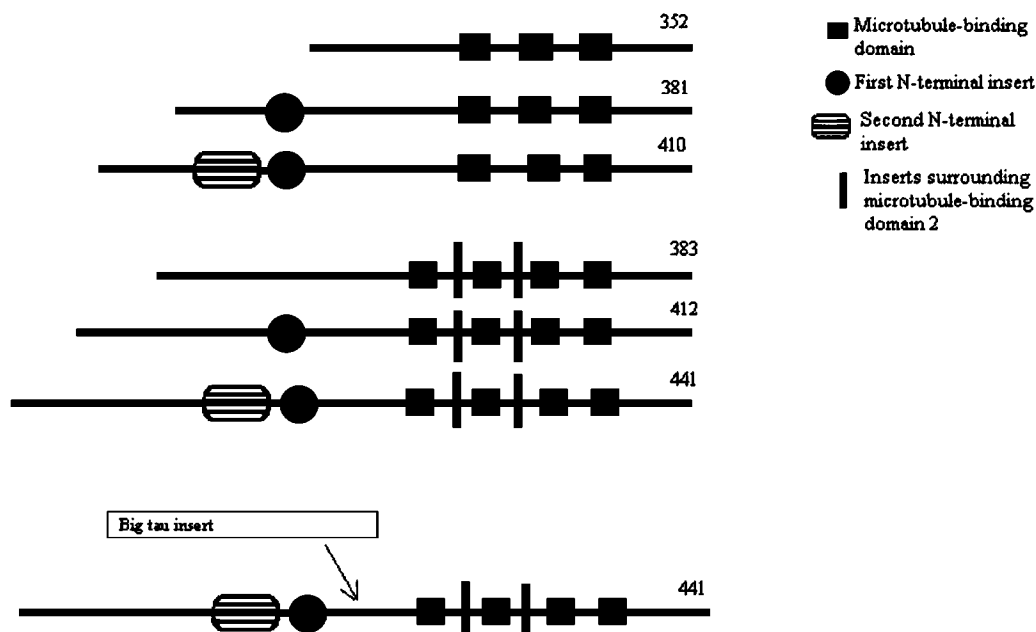 352
381
410
383
412
441
Big tau insert
441
Microtubule-binding
domain
First N-terminal insert
Second N-terminal
insert
Inserts surrounding
microtubule-binding
domain 2